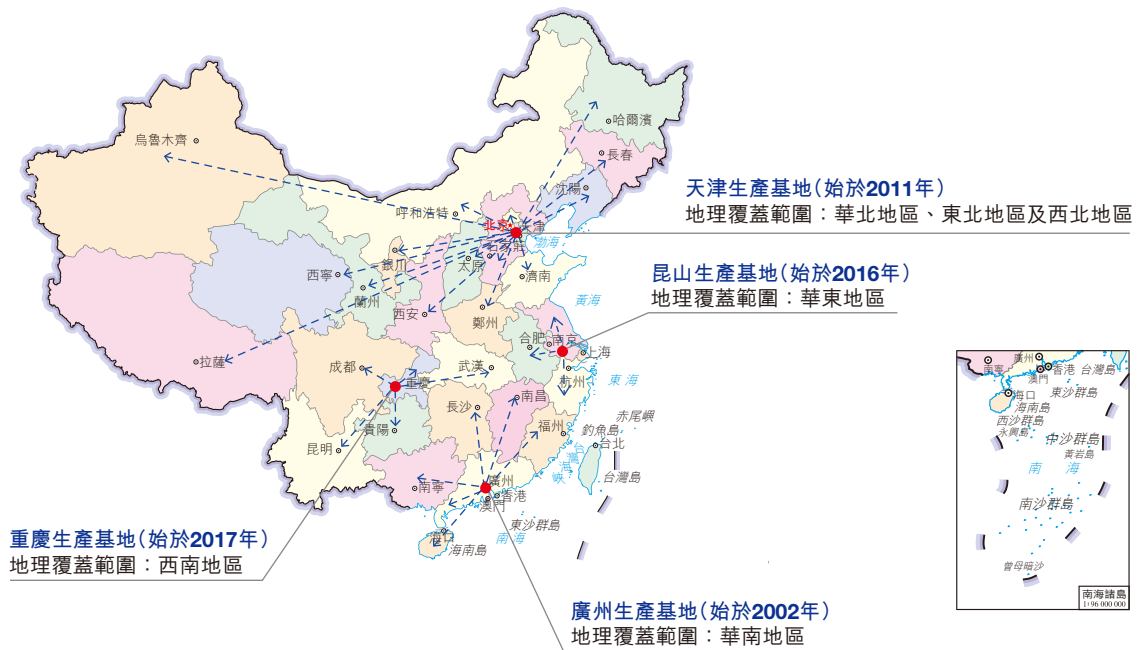 哈爾濱
烏魯木齊
長春
沈陽
呼和浩特
北京
天津
渤海
石家莊
銀川
太原
西寧
濟南
蘭州
西安
鄭州
黃海
合肥
南京
上海
拉薩
成都
武漢
杭州
重慶
東海
南昌
長沙
赤尾嶼
貴陽
福州
釣魚島
昆明
台北
台灣海峽
台灣島
南寧
廣州
香港
澳門
東沙群島
海口
南海
海南島
天津生產基地(始於2011年)
地理覆蓋範圍：華北地區、東北地區及西北地區
昆山生產基地(始於2016年)
地理覆蓋範圍：華東地區
重慶生產基地(始於2017年)
地理覆蓋範圍：西南地區
廣州生產基地(始於2002年)
地理覆蓋範圍：華南地區
廣州
南寧
香港
台灣島
澳門
東沙群島
海口
海南島
西沙群島
永興島
中沙群島
黃岩島
南海
南沙群島
曾母暗沙
南海諸島
1:96 000 000